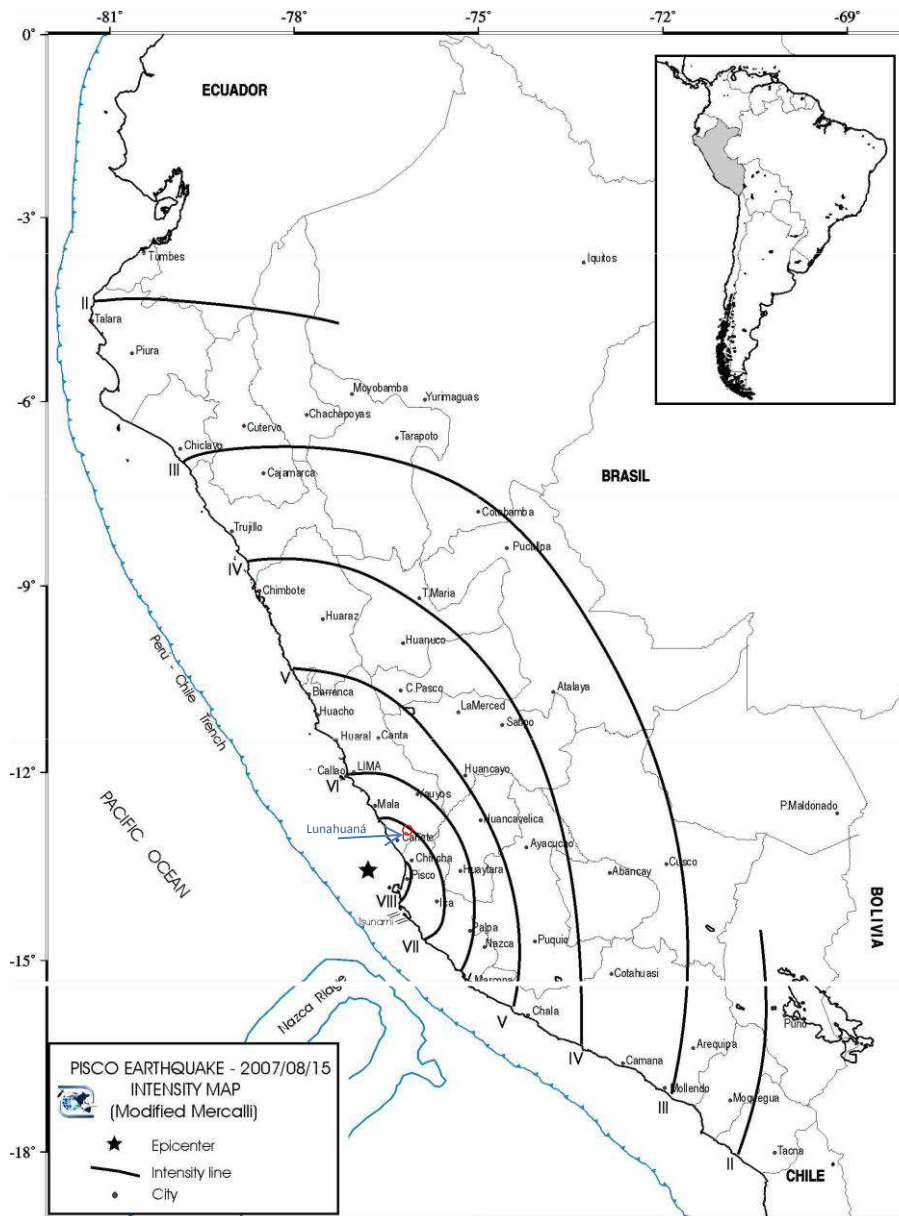 -81° -78° -75° -72° -69°
0°
ECUADOR
-3°
Tumbes
Iquitos
II
Talara
Piura
-6°
Moyobamba
Yurimaguas
Chachapoyas
Cutervo
Tarapoto
Chiclayo
III
Cajamarca
BRASIL
Cotabamba
Trujillo
Pucallpa
IV
-9°
Chimbote
T.Maria
Huaraz
Huanuco
Perú - Chile Trench
V
Barranca
C.Pasco
Atalaya
Huacho
LaMerced
Satipo
Huaral
Canta
-12°
Callao
LIMA
Huancayo
VI
Yauyos
Mala
P.Maldonado
Huancavelica
PACIFIC OCEAN
Lunahuaná
Cañete
Ayacucho
Chincha
Cusco
Pisco
Huaytara
Abancay
VIII
Ica
BOLIVIA
Tsunami
VII
Palpa
Nazca
Puquio
-15°
Marcona
Cotahuasi
Nazca Ridge
V
Chala
Puno
IV
Arequipa
Camana
Mollendo
III
Moquegua
PISCO EARTHQUAKE - 2007/08/15
INTENSITY MAP
(Modified Mercalli)
Epicenter
Intensity line
City
-18°
II
Tacna
CHILE